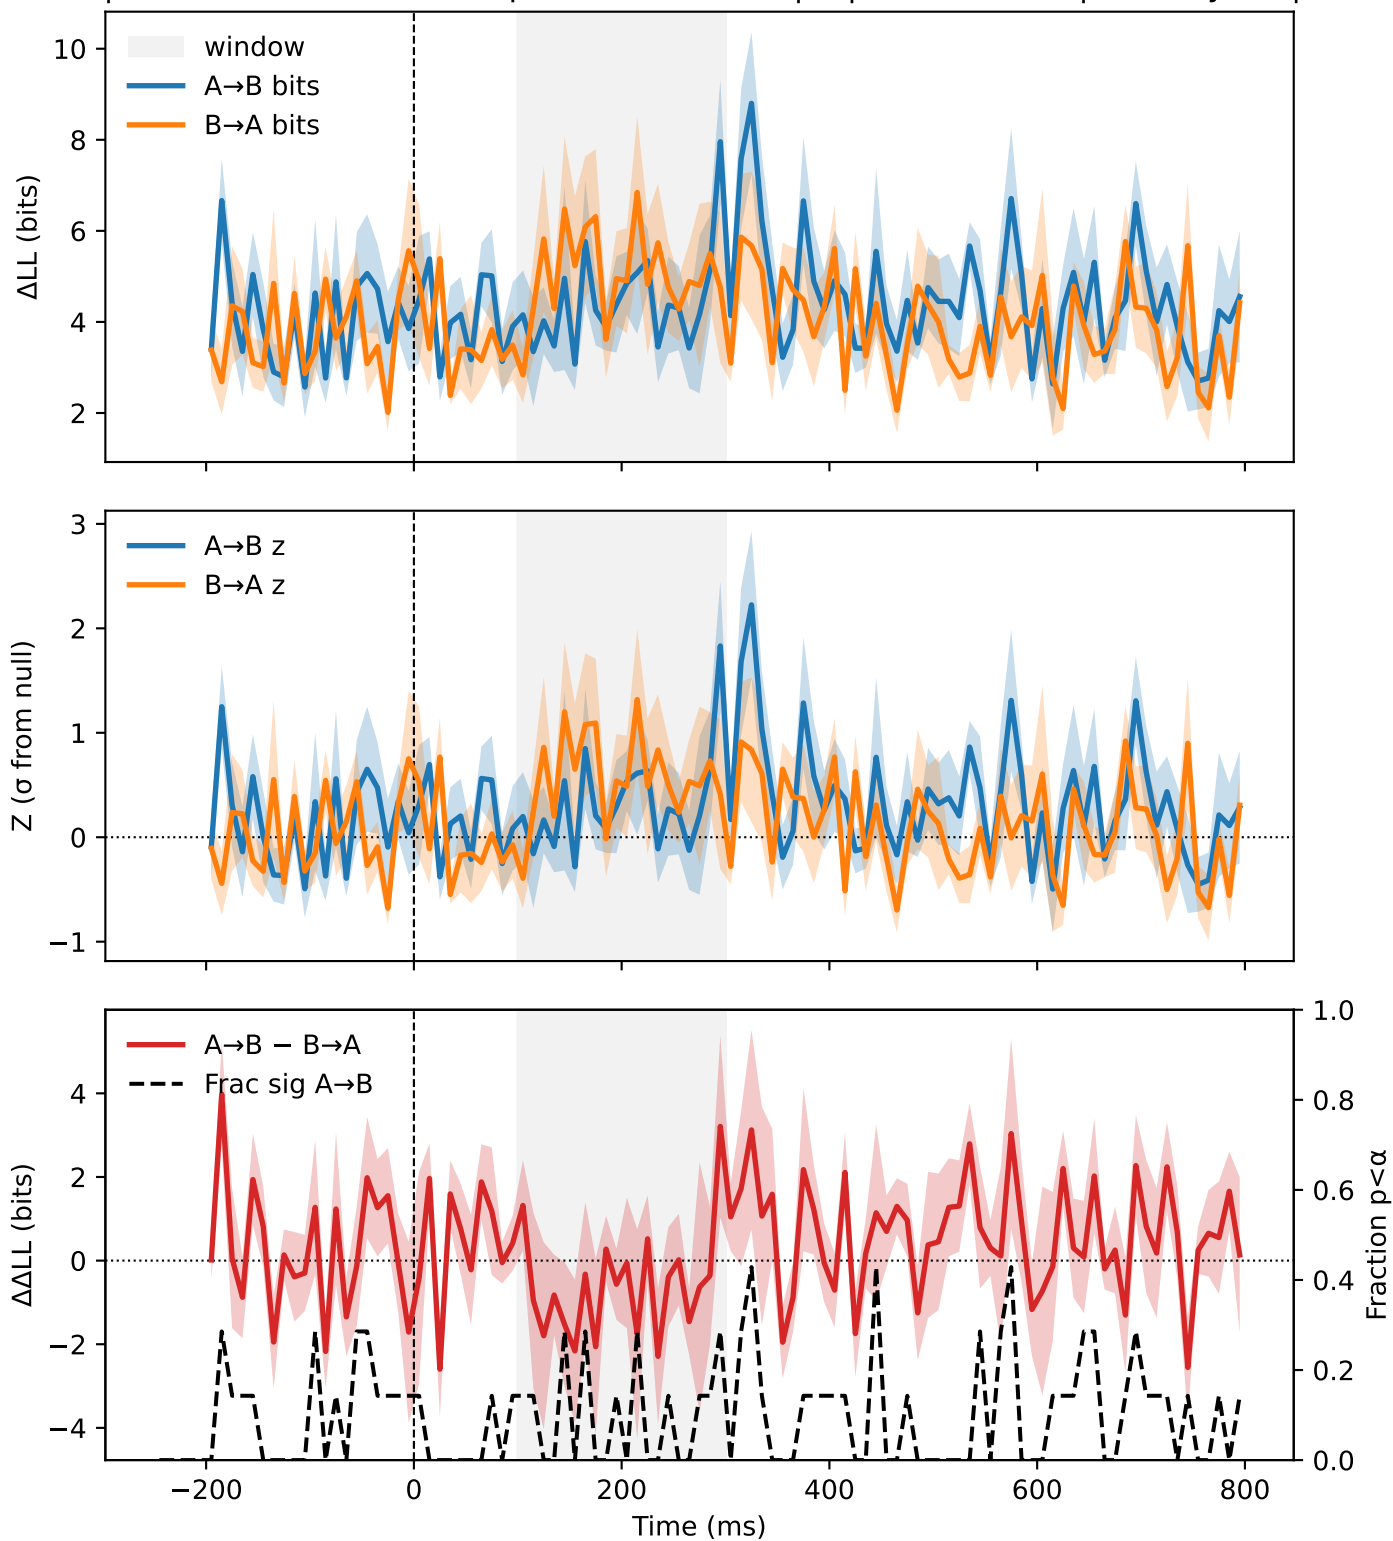 10
8
6
4
2
ΔLL (bits)
window
A→B bits
B→A bits
3
2
1
0
−1
Z (σ from null)
A→B z
B→A z
4
2
0
−2
−4
ΔΔLL (bits)
A→B − B→A
Frac sig A→B
1.0
0.8
0.6
0.4
0.2
0.0
Fraction p<α
−200 0 200 400 600 800
Time (ms)